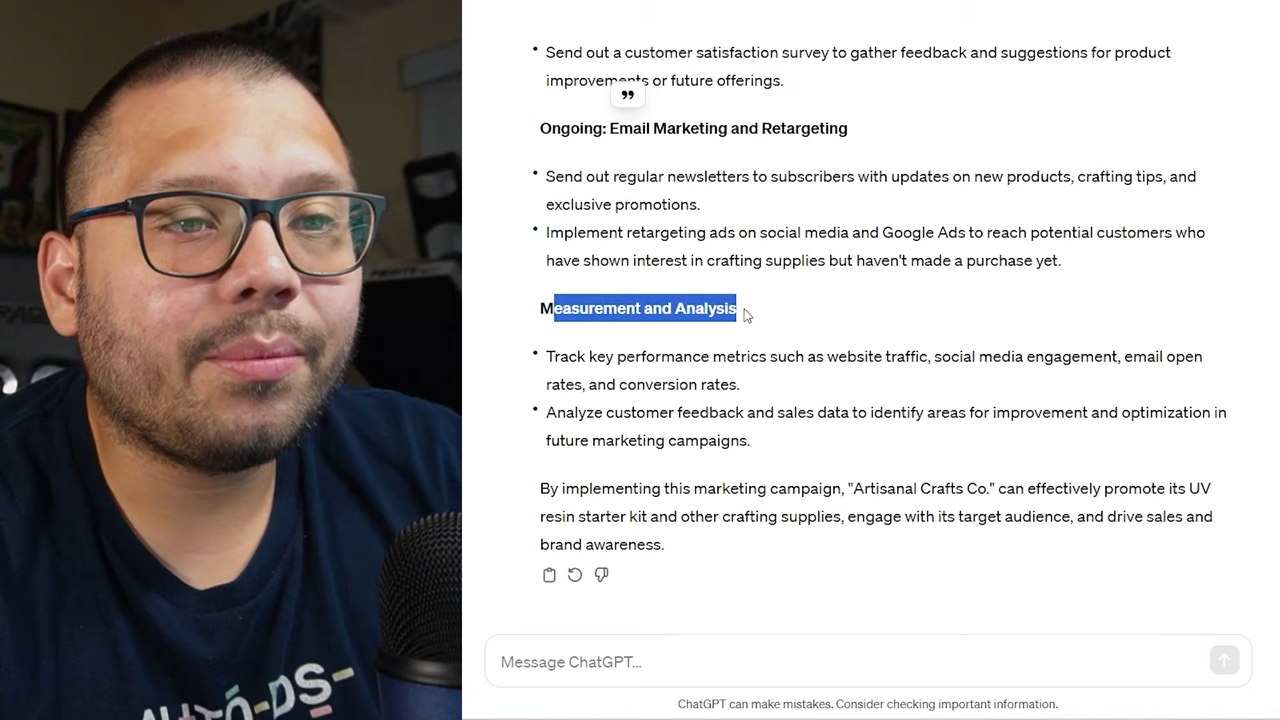 Send out a customer satisfaction survey to gather feedback and suggestions for product
improvements or future offerings.
Ongoing: Email Marketing and Retargeting
Send out regular newsletters to subscribers with updates on new products, crafting tips, and
exclusive promotions.
Implement retargeting ads on social media and Google Ads to reach potential customers who
have shown interest in crafting supplies but haven't made a purchase yet.
Measurement and Analysis
Track key performance metrics such as website traffic, social media engagement, email open
rates, and conversion rates.
Analyze customer feedback and sales data to identify areas for improvement and optimization in
future marketing campaigns.
By implementing this marketing campaign, "Artisanal Crafts Co." can effectively promote its UV
resin starter kit and other crafting supplies, engage with its target audience, and drive sales and
brand awareness.
Message ChatGPT...
ChatGPT can make mistakes. Consider checking important information.
AUTO-DS-